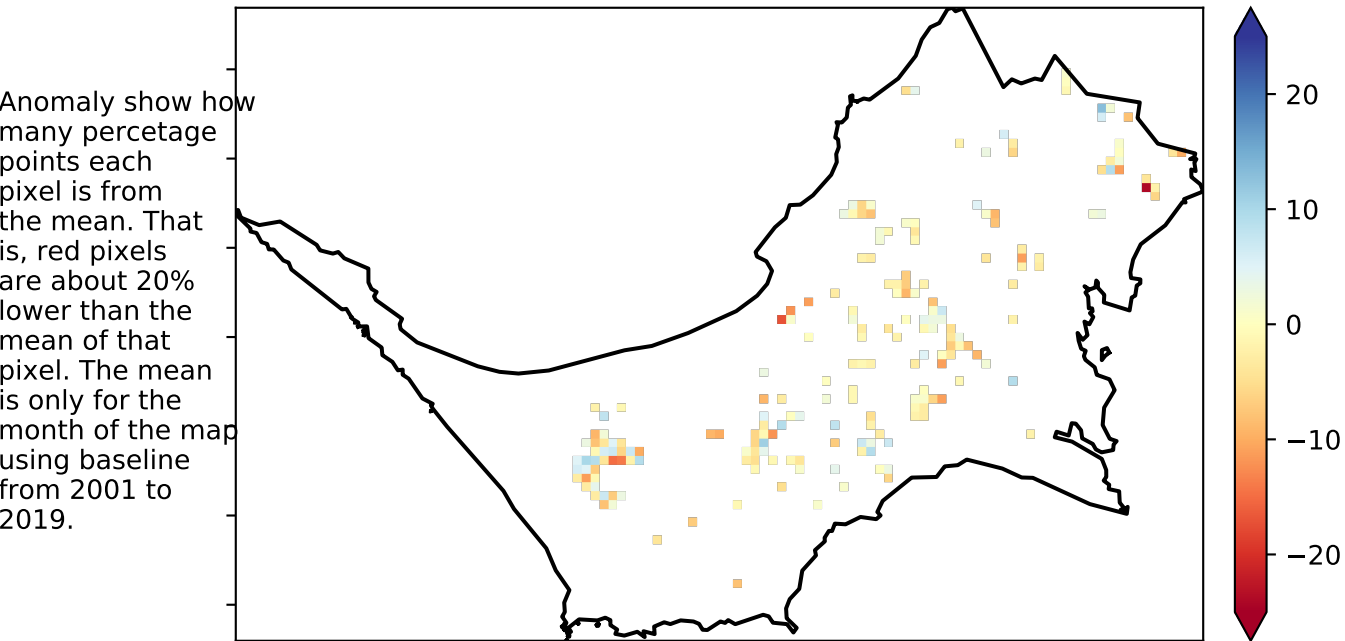 Anomaly show how
many percetage
points each
pixel is from
the mean. That
is, red pixels
are about 20%
lower than the
mean of that
pixel. The mean
is only for the
month of the map
using baseline
from 2001 to
2019.
20
10
0
−10
−20